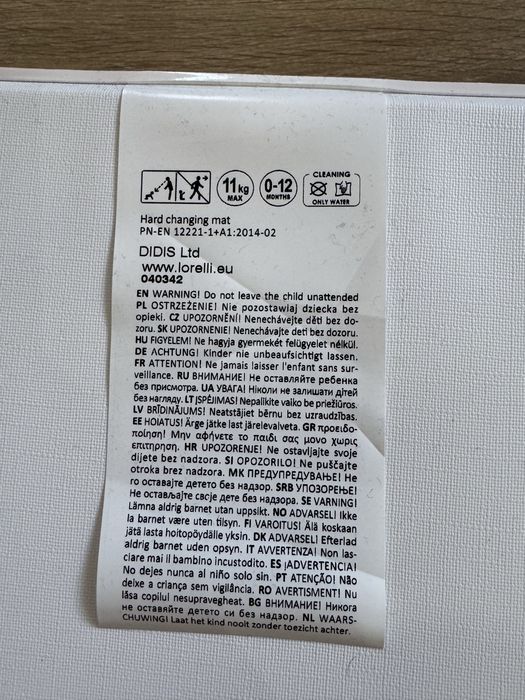 11kg
MAX
0-12
MONTHS
CLEANING
ONLY WATER
Hard changing mat
PN-EN 12221-1+A1:2014-02
DIDIS Ltd
www.lorelli.eu
040342
EN WARNING! Do not leave the child unattended
PL OSTRZEŻENIE! Nie pozostawiaj dziecka bez
opieki. CZ UPOZORNĚNÍ! Nenechávejte děti bez do-
zoru. SK UPOZORNENIE! Nenechávajte deti bez dozoru.
HU FIGYELEM! Ne hagyja gyermekét felügyelet nélkül.
DE ACHTUNG! Kinder nie unbeaufsichtigt lassen.
FR ATTENTION! Ne jamais laisser l'enfant sans sur-
veillance. RU ВНИМАНИЕ! Не оставляйте ребенка
без присмотра. UA УВАГА! Ніколи не залишати дітей
без нагляду. LT ĮSPĖJIMAS! Nepalikite vaiko be priežiūros.
LV BRĪDINĀJUMS! Neatstājiet bērnu bez uzraudzības.
EE HOIATUS! Ärge jätke last järelevalveta. GR προειδο-
ποίηση! Μην αφήνετε το παιδί σας μόνο χωρίς
επιτήρηση. HR UPOZORENJE! Ne ostavljajte svoje
dijete bez nadzora. SI OPOZORILO! Ne puščajte
otroka brez nadzora. MK ПРЕДУПРЕДУВАЊЕ! Не
го оставајте дете без надзор. SRB УПОЗОРЕЊЕ!
Не остављајте своје дете без надзора. SE VARNING!
Lämna aldrig barnet utan uppsikt. NO ADVARSEL! Ikke
la barnet være uten tilsyn. FI VAROITUS! Älä koskaan
jätä lasta hoitopöydälle yksin. DK ADVARSEL! Efterlad
aldrig barnet uden opsyn. IT AVVERTENZA! Non las-
ciare mai il bambino incustodito. ES ¡ADVERTENCIA!
No dejes nunca al niño solo sin. PT ATENÇÃO! Não
deixe a criança sem vigilância. RO AVERTISMENT! Nu
lăsa copilul nesupravegheat. BG ВНИМАНИЕ! Никога
не оставяйте детето си без надзор. NL WAARS-
CHUWING! Laat het kind nooit zonder toezicht achter.